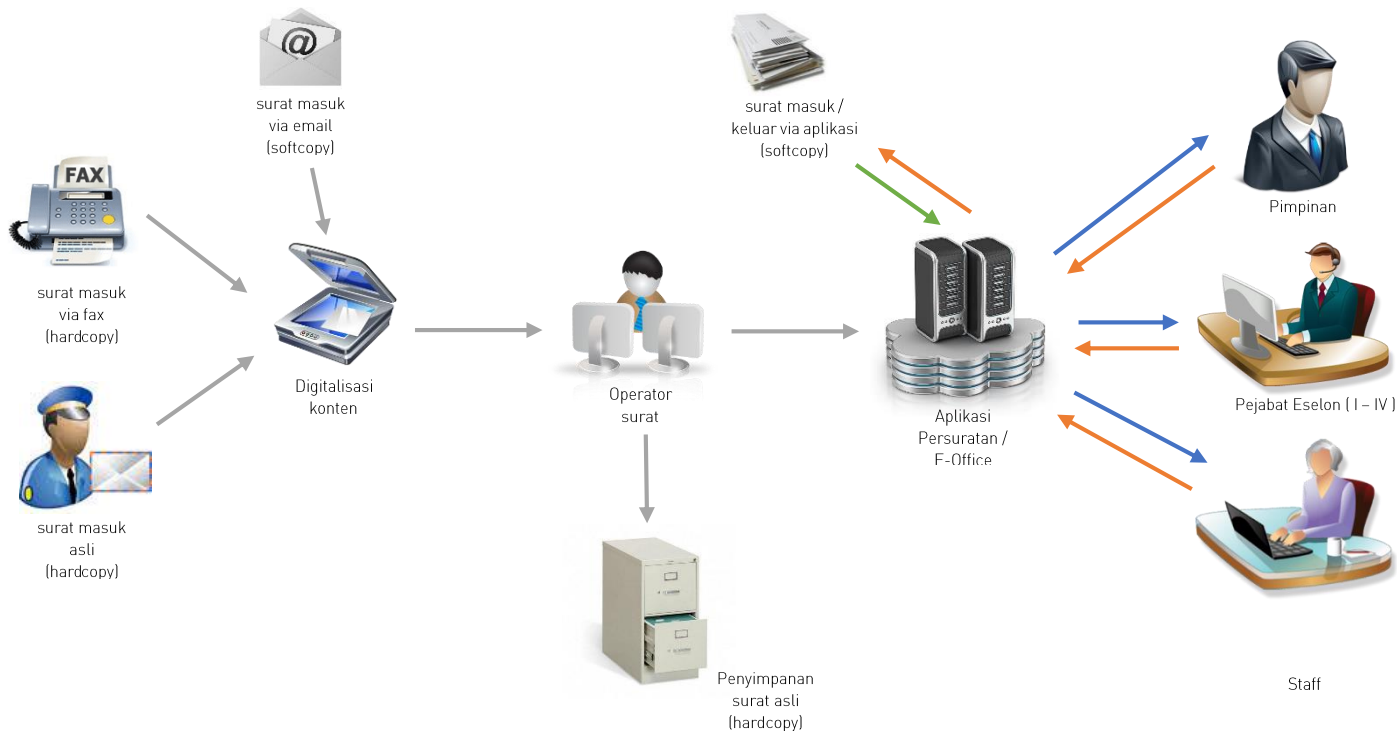 @
surat masuk
via email
(softcopy)
FAX
surat masuk
via fax
(hardcopy)
surat masuk
asli
(hardcopy)
Digitalisasi
konten
Operator
surat
Penyimpanan
surat asli
(hardcopy)
surat masuk /
keluar via aplikasi
(softcopy)
Aplikasi
Persuratan /
E-Office
Pimpinan
Pejabat Eselon ( I – IV )
Staff